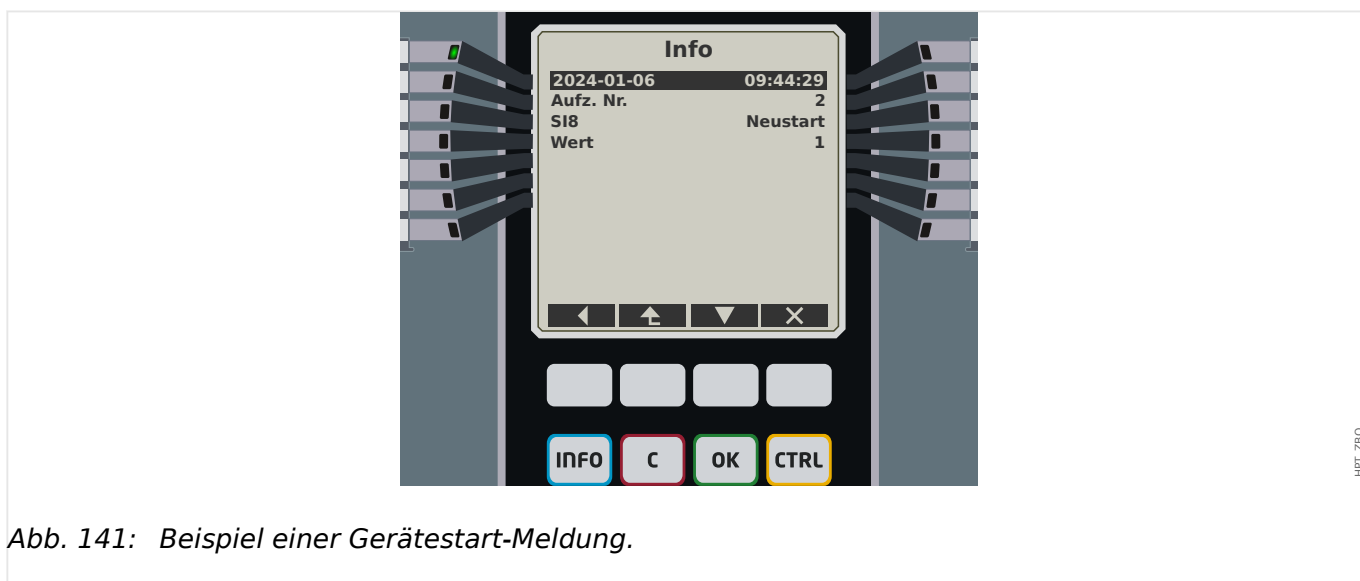 Info
2024-01-06 09:44:29
Aufz. Nr. 2
SI8 Neustart
Wert 1
INFO C OK CTRL
HPT_ZBO
Abb. 141: Beispiel einer Gerätestart-Meldung.